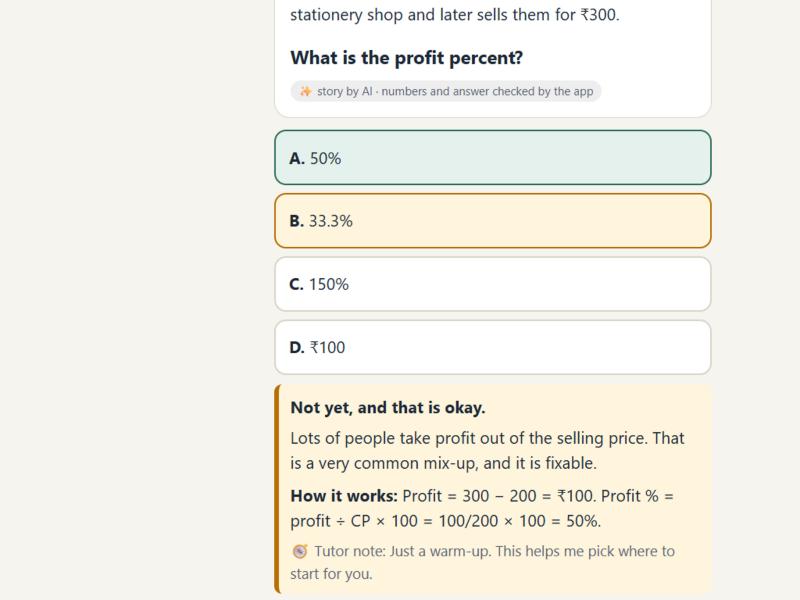 stationery shop and later sells them for ₹300.
What is the profit percent?
✨ story by AI · numbers and answer checked by the app
A. 50%
B. 33.3%
C. 150%
D. ₹100
Not yet, and that is okay.
Lots of people take profit out of the selling price. That
is a very common mix-up, and it is fixable.
How it works: Profit = 300 − 200 = ₹100. Profit % =
profit ÷ CP × 100 = 100/200 × 100 = 50%.
🧭 Tutor note: Just a warm-up. This helps me pick where to
start for you.